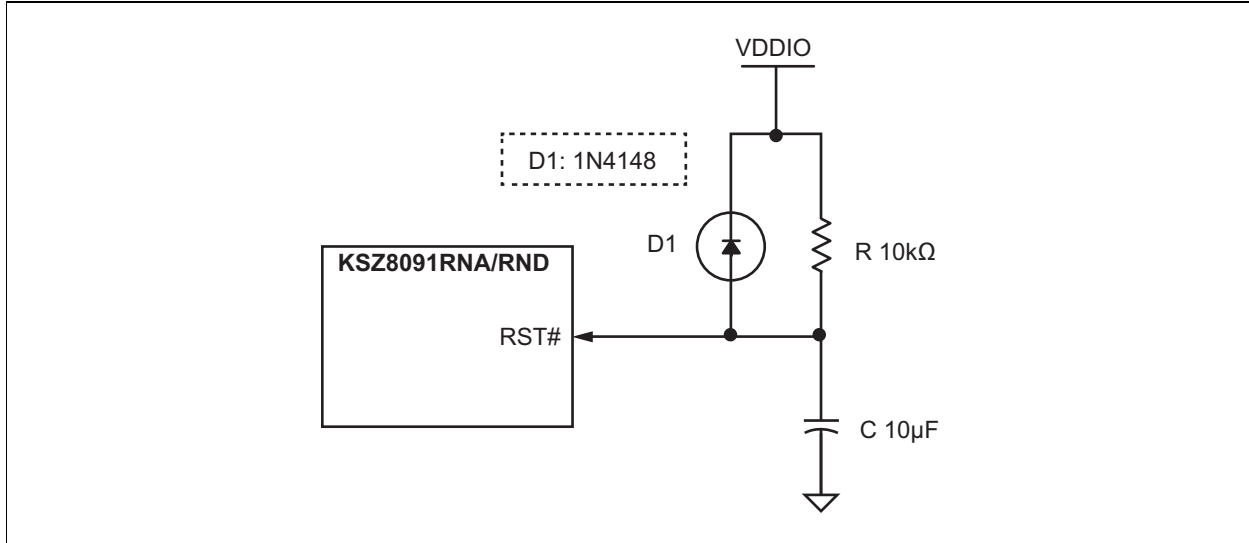 VDDIO
D1: 1N4148
D1
R 10kΩ
KSZ8091RNA/RND
RST#
C 10µF